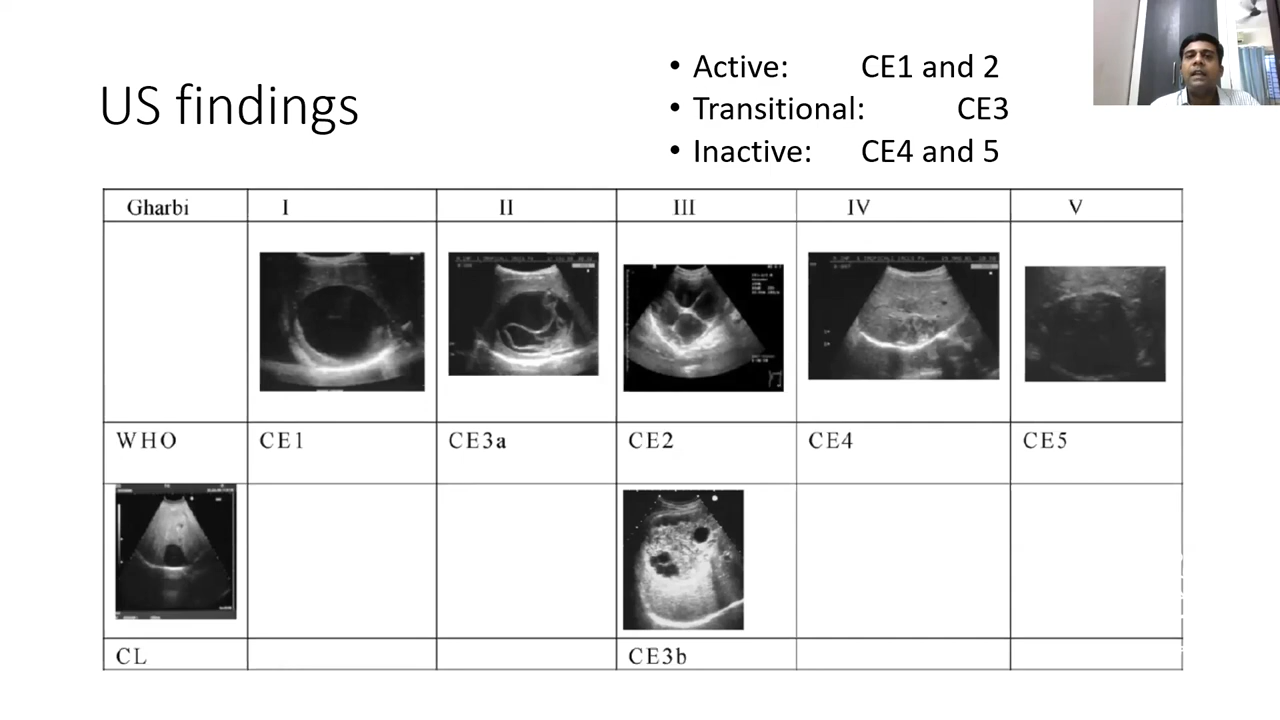 US findings
• Active: CE1 and 2
• Transitional: CE3
• Inactive: CE4 and 5
Gharbi I II III IV V
WHO CE1 CE3a CE2 CE4 CE5
CL CE3b